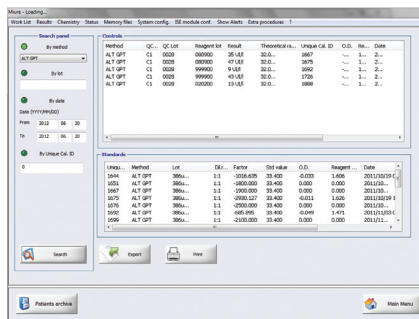 Miura - Loading...
Work List Results Chemistry Status Memory files System config. ISE module conf. Show Alerts Extra procedures ?
Search panel
By method
ALT GPT
By lot
By date
Date (YYYY/MM/DD)
From 2012 06 20
To 2012 06 20
By Unique Cal. ID
0
Search
Controls
Method QC... QC Lot Reagent lot Result Theoretical ra... Unique Cal. ID O.D. Re... Date
ALT GPT C1 0028 080900 35 UI/l 32.0... 1667 -... 1... 2...
ALT GPT C1 0028 080900 47 UI/l 32.0... 1675 -... 1... 2...
ALT GPT C1 0028 999900 9 UI/l 32.0... 1692 -... 1... 2...
ALT GPT C1 0028 999900 43 UI/l 32.0... 1726 -... 1... 2...
ALT GPT C1 0028 020200 13 UI/l 32.0... 1888 -... 1... 2...
Standards
Uniqu... Method Lot Dil.r... Factor Std value O.D. Reagent ... Date
1644 ALT GPT 386u... 1:1 -1016.635 33.400 -0.033 1.606 2011/10/19
1651 ALT GPT 386u... 1:1 -1800.000 33.400 0.000 0.000 2011/10...
1667 ALT GPT 386u... 1:1 -1900.000 33.400 0.000 0.000 2011/10...
1675 ALT GPT 386u... 1:1 -2930.127 33.400 -0.011 1.626 2011/10/19 1
1676 ALT GPT 386u... 1:1 -2500.000 33.400 0.000 0.000 2011/10...
1692 ALT GPT 386u... 1:1 -685.895 33.400 -0.049 1.471 2011/11/03
1699 ALT GPT 386u... 1:1 -2100.000 33.400 0.000 0.000 2011/11...
Export
Print
Patients archive
Main Menu